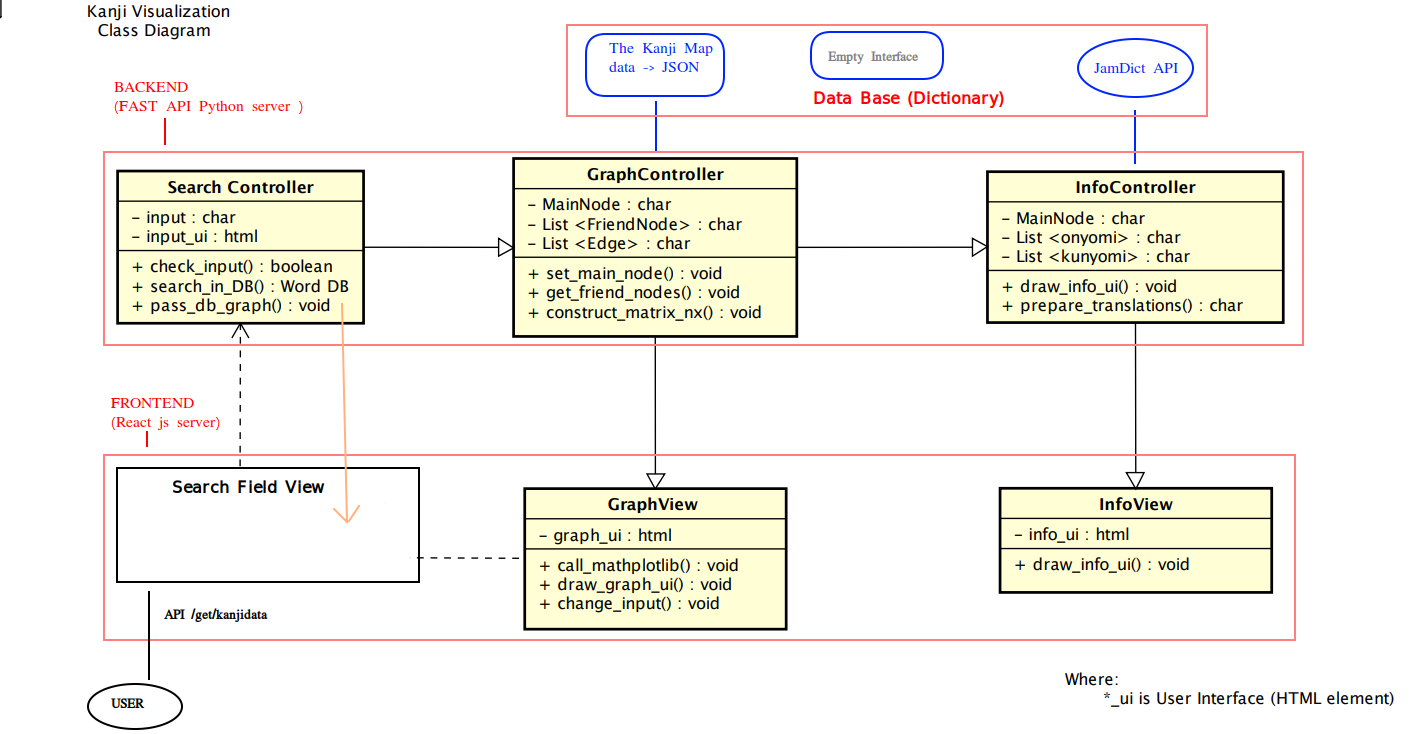 Kanji Visualization
Class Diagram
BACKEND
(FAST API Python server )
The Kanji Map
data -> JSON
Empty Interface
JamDict API
Data Base (Dictionary)
Search Controller
– input : char
– input_ui : html
+ check_input() : boolean
+ search_in_DB() : Word DB
+ pass_db_graph() : void
GraphController
– MainNode : char
– List <FriendNode> : char
– List <Edge> : char
+ set_main_node() : void
+ get_friend_nodes() : void
+ construct_matrix_nx() : void
InfoController
– MainNode : char
– List <onyomi> : char
– List <kunyomi> : char
+ draw_info_ui() : void
+ prepare_translations() : char
FRONTEND
(React js server)
Search Field View
GraphView
– graph_ui : html
+ call_mathplotlib() : void
+ draw_graph_ui() : void
+ change_input() : void
InfoView
– info_ui : html
+ draw_info_ui() : void
API /get/kanjidata
USER
Where:
*_ui is User Interface (HTML element)